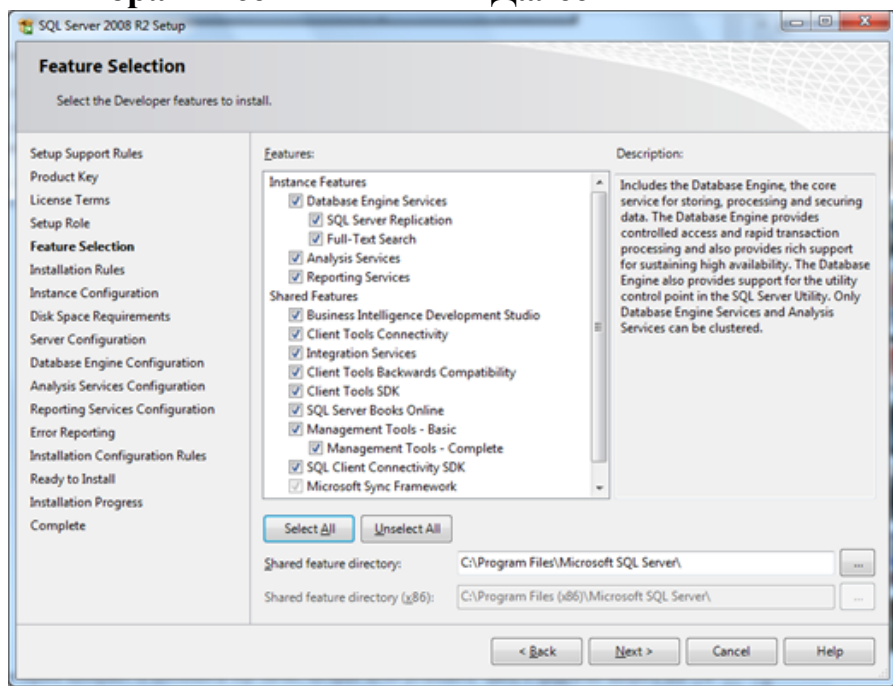 SQL Server 2008 R2 Setup
Feature Selection
Select the Developer features to install.
Setup Support Rules
Product Key
License Terms
Setup Role
Feature Selection
Installation Rules
Instance Configuration
Disk Space Requirements
Server Configuration
Database Engine Configuration
Analysis Services Configuration
Reporting Services Configuration
Error Reporting
Installation Configuration Rules
Ready to Install
Installation Progress
Complete
Features:
Instance Features
Database Engine Services
SQL Server Replication
Full-Text Search
Analysis Services
Reporting Services
Shared Features
Business Intelligence Development Studio
Client Tools Connectivity
Integration Services
Client Tools Backwards Compatibility
Client Tools SDK
SQL Server Books Online
Management Tools - Basic
Management Tools - Complete
SQL Client Connectivity SDK
Microsoft Sync Framework
Description:
Includes the Database Engine, the core
service for storing, processing and securing
data. The Database Engine provides
controlled access and rapid transaction
processing and also provides rich support
for sustaining high availability. The Database
Engine also provides support for the utility
control point in the SQL Server Utility. Only
Database Engine Services and Analysis
Services can be clustered.
Select All
Unselect All
Shared feature directory:
C:\Program Files\Microsoft SQL Server\
...
Shared feature directory (x86):
C:\Program Files (x86)\Microsoft SQL Server\
...
< Back
Next >
Cancel
Help